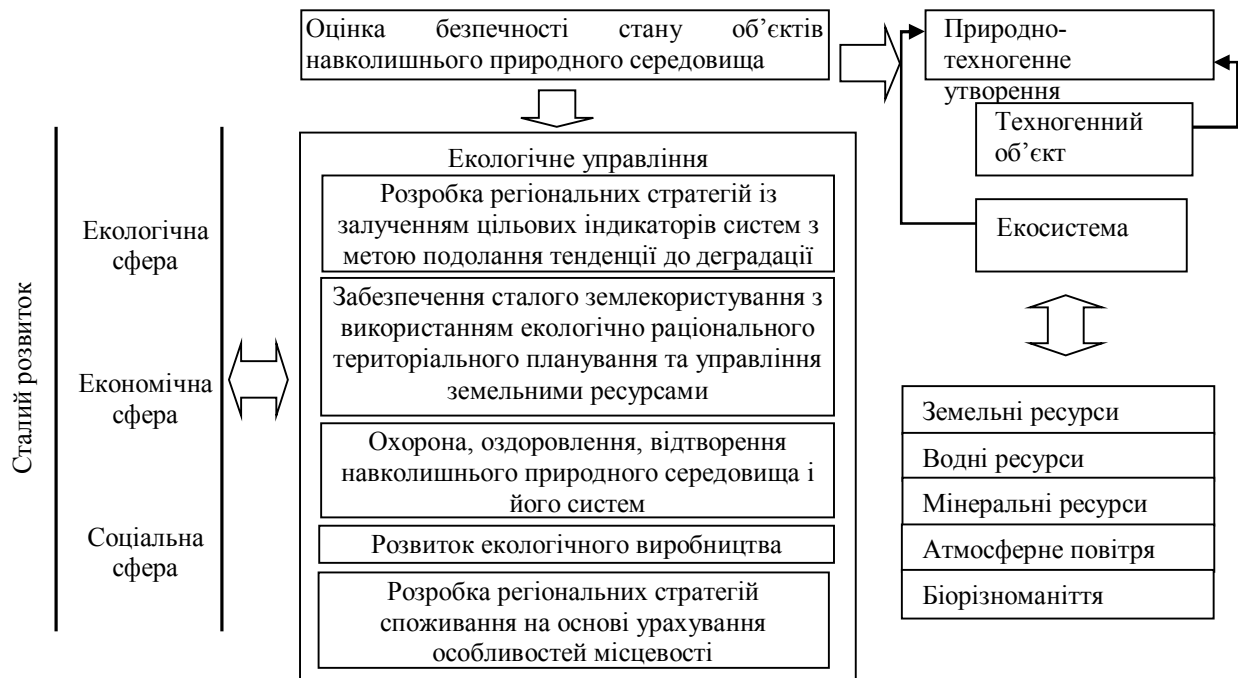 Оцінка безпечності стану об’єктів
навколишнього природного середовища
Природно-
техногенне
утворення
Техногенний
об’єкт
Екосистема
Сталий розвиток
Екологічна
сфера
Економічна
сфера
Соціальна
сфера
Екологічне управління
Розробка регіональних стратегій із
залученням цільових індикаторів систем з
метою подолання тенденції до деградації
Забезпечення сталого землекористування з
використанням екологічно раціонального
територіального планування та управління
земельними ресурсами
Охорона, оздоровлення, відтворення
навколишнього природного середовища і
його систем
Розвиток екологічного виробництва
Розробка регіональних стратегій
споживання на основі урахування
особливостей місцевості
Земельні ресурси
Водні ресурси
Мінеральні ресурси
Атмосферне повітря
Біорізноманіття